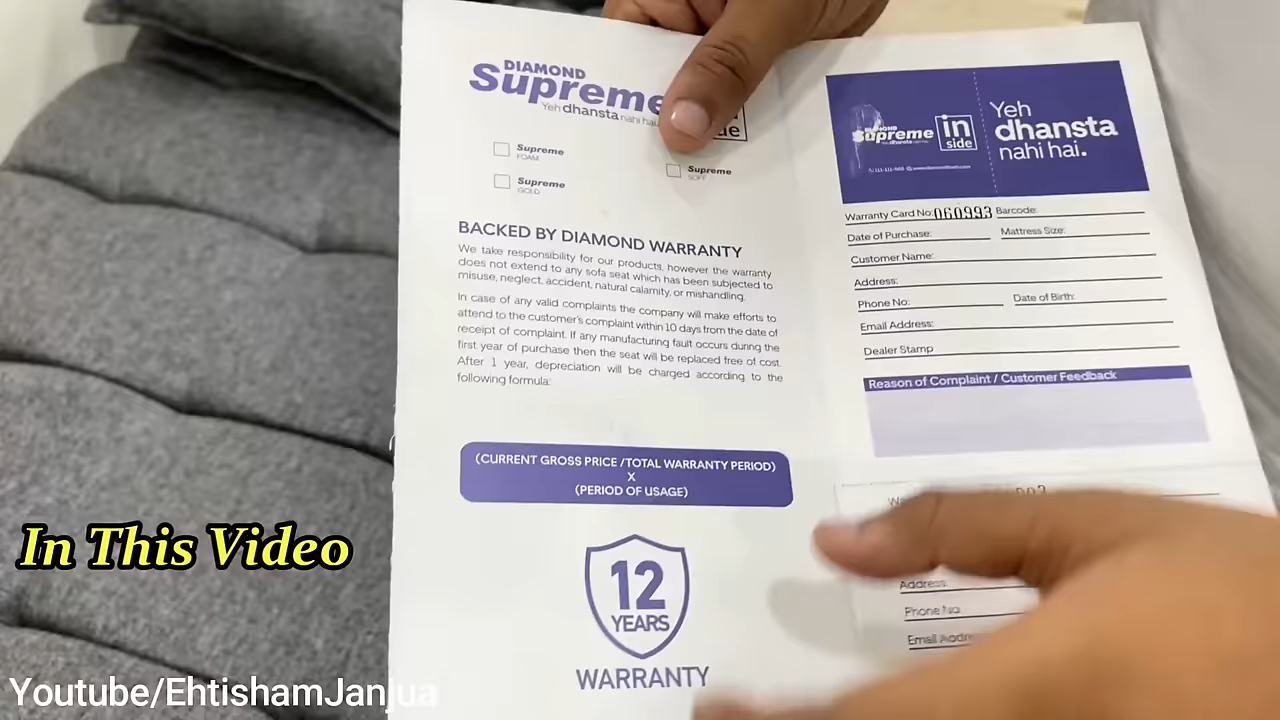 DIAMOND
Supreme
Yeh dhansta nahi hai.
Supreme
FOAM
Supreme
SOFT
Supreme
GOLD
BACKED BY DIAMOND WARRANTY
We take responsibility for our products, however the warranty
does not extend to any sofa seat which has been subjected to
misuse, neglect, accident, natural calamity, or mishandling.
In case of any valid complaints the company will make efforts to
attend to the customer's complaint within 10 days from the date of
receipt of complaint. If any manufacturing fault occurs during the
first year of purchase then the seat will be replaced free of cost.
After 1 year, depreciation will be charged according to the
following formula:
(CURRENT GROSS PRICE /TOTAL WARRANTY PERIOD)
X
(PERIOD OF USAGE)
12
YEARS
WARRANTY
DIAMOND
Supreme
in
side
Yeh
dhansta
nahi hai.
Warranty Card No: 060993 Barcode:
Date of Purchase: Mattress Size:
Customer Name:
Address:
Phone No: Date of Birth:
Email Address:
Dealer Stamp
Reason of Complaint / Customer Feedback
Address:
Phone No
Email
In This Video
Youtube/EhtishamJanjua